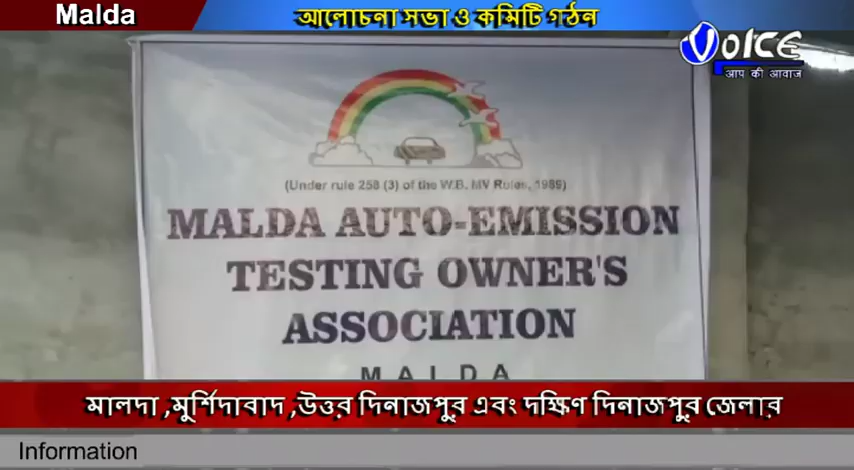 Malda
আলোচনা সভা ও কমিটি গঠন
VOICE
आप की आवाज
(Under rule 258 (3) of the W.B. MV Rules, 1989)
MALDA AUTO-EMISSION
TESTING OWNER'S
ASSOCIATION
MALDA
মালদা ,মুর্শিদাবাদ ,উত্তর দিনাজপুর এবং দক্ষিণ দিনাজপুর জেলার
Information